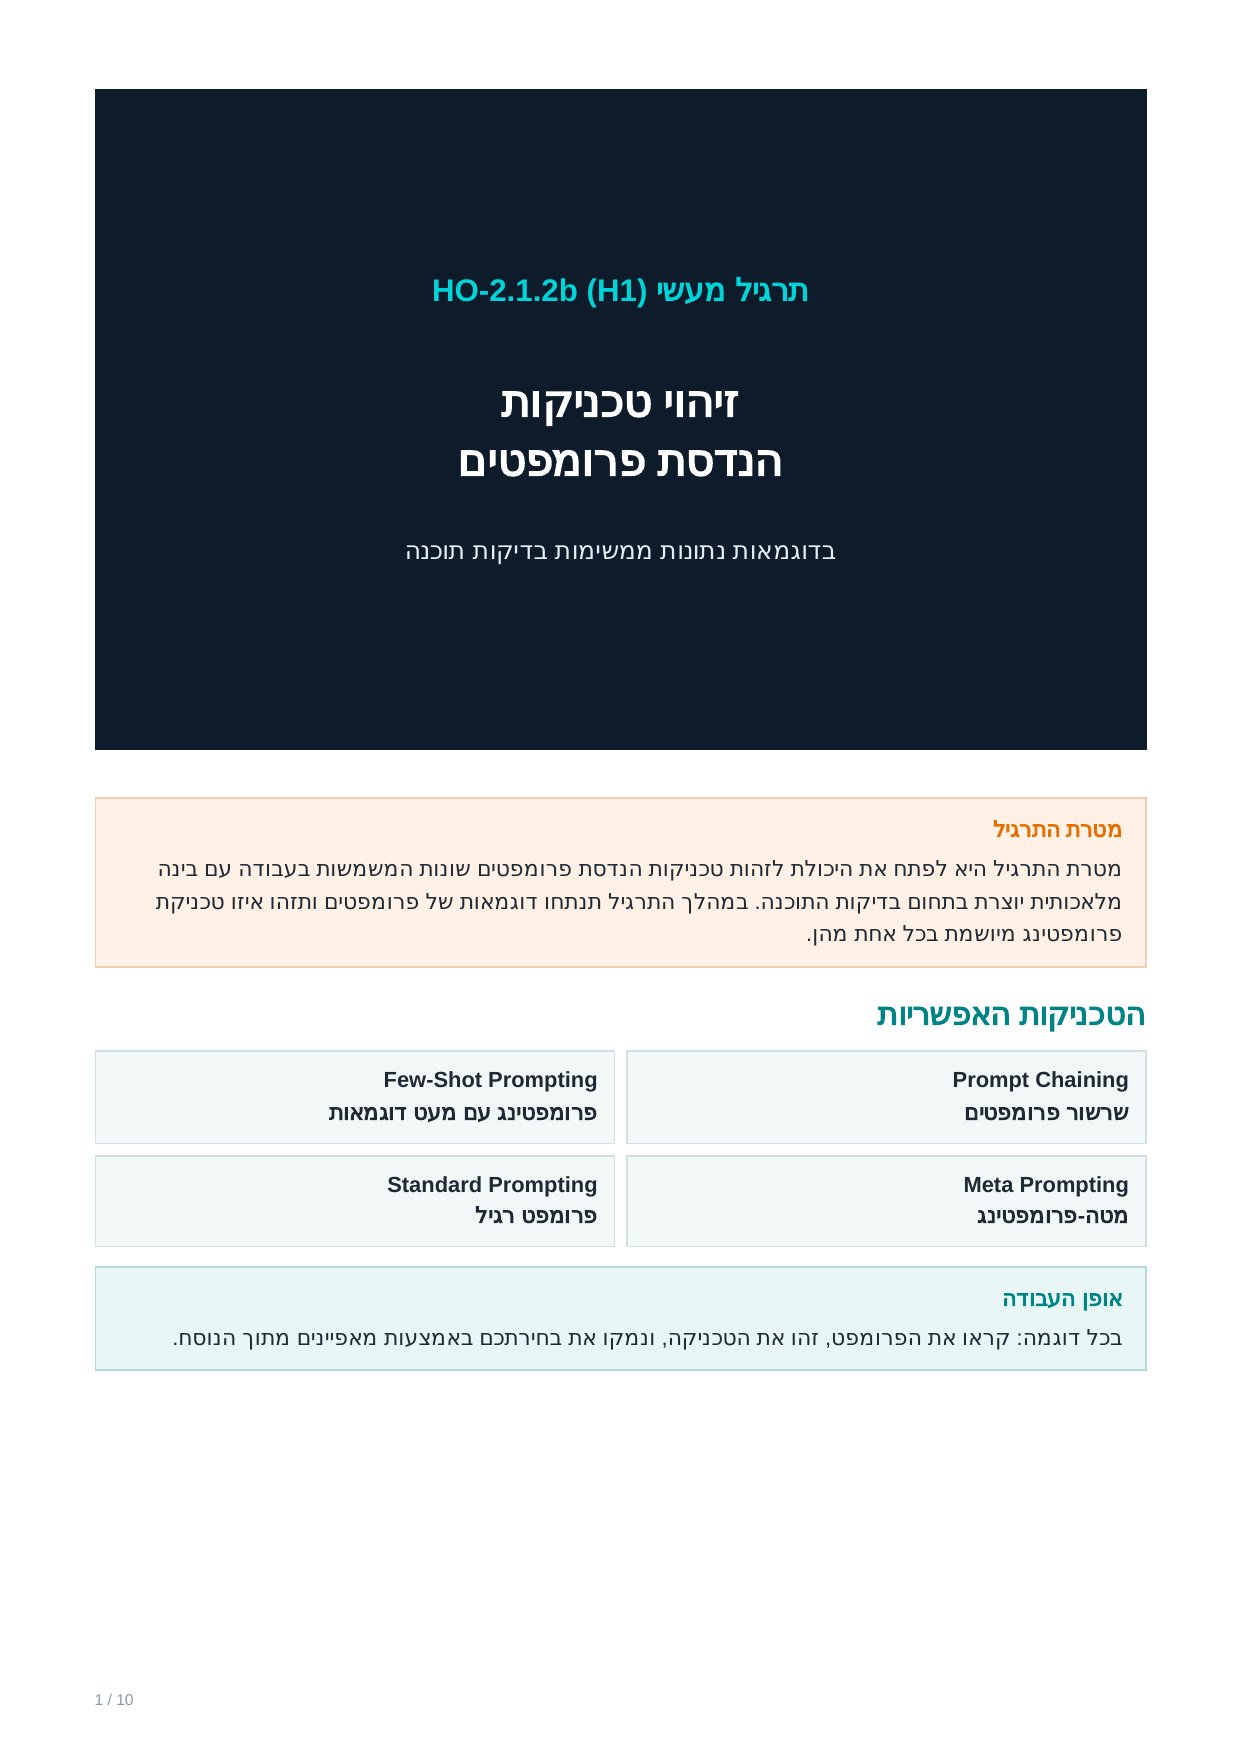 תרגיל מעשי HO-2.1.2b (H1)
זיהוי טכניקות
הנדסת פרומפטים
בדוגמאות נתונות ממשימות בדיקות תוכנה
מטרת התרגיל
מטרת התרגיל היא לפתח את היכולת לזהות טכניקות הנדסת פרומפטים שונות המשמשות בעבודה עם בינה
מלאכותית יוצרת בתחום בדיקות התוכנה. במהלך התרגיל תנתחו דוגמאות של פרומפטים ותזהו איזו טכניקת
פרומפטינג מיושמת בכל אחת מהן.
הטכניקות האפשריות
Prompt Chaining
שרשור פרומפטים
Few-Shot Prompting
פרומפטינג עם מעט דוגמאות
Meta Prompting
מטה-פרומפטינג
Standard Prompting
פרומפט רגיל
אופן העבודה
בכל דוגמה: קראו את הפרומפט, זהו את הטכניקה, ונמקו את בחירתכם באמצעות מאפיינים מתוך הנוסח.
1 / 10